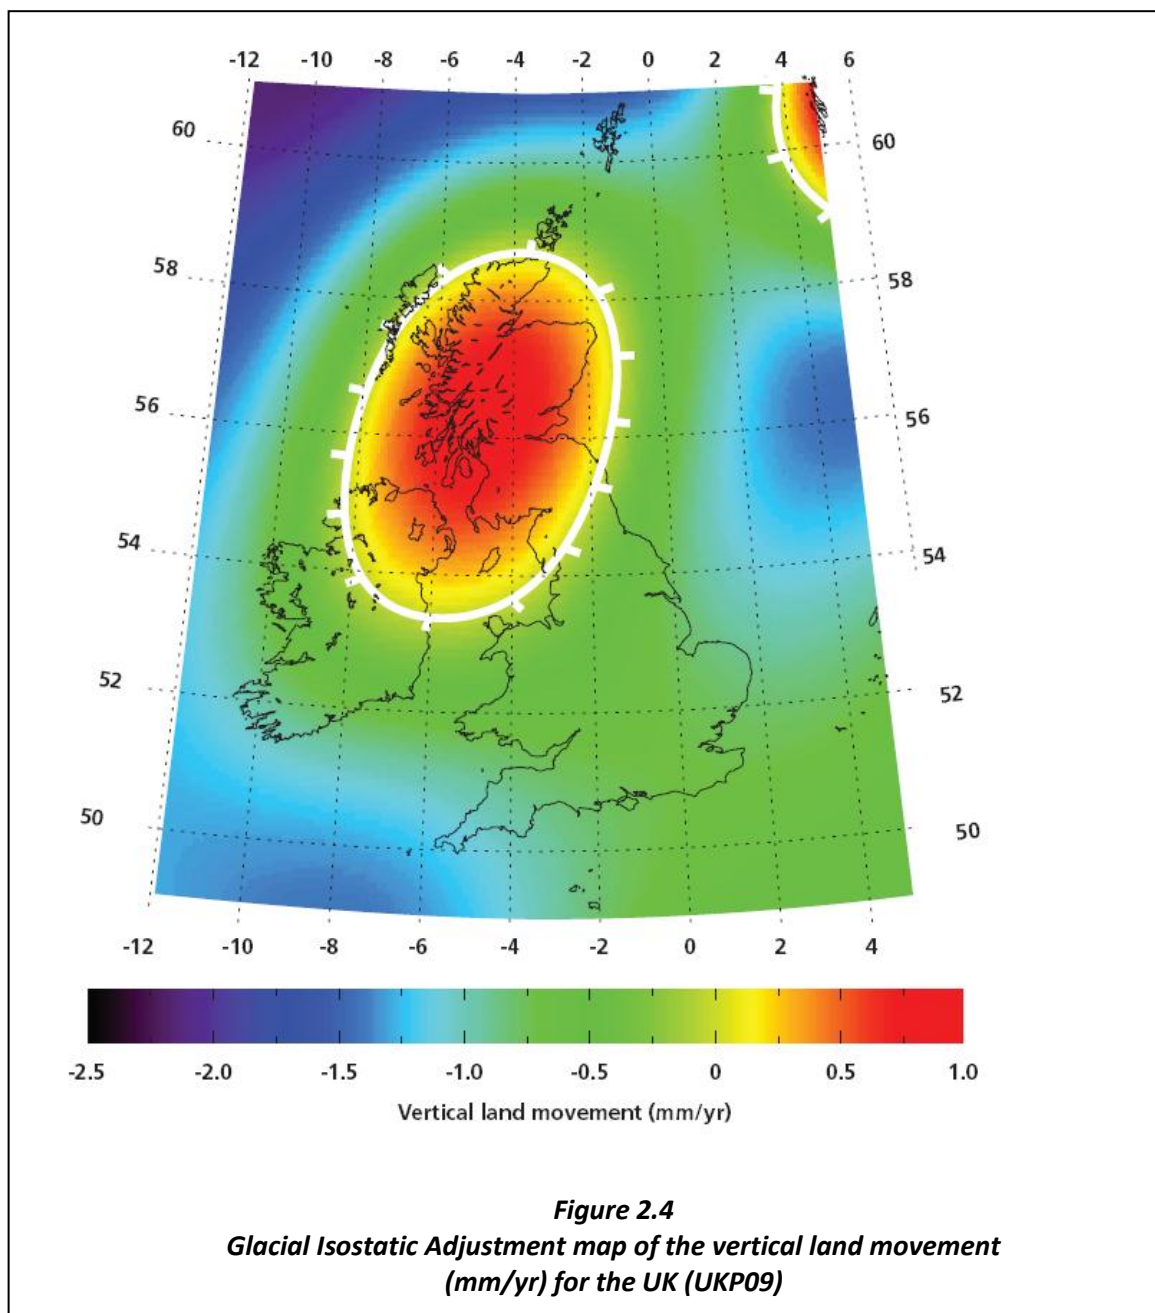 -12 -10 -8 -6 -4 -2 0 2 4 6
60 60
58 58
56 56
54 54
52 52
50 50
-12 -10 -8 -6 -4 -2 0 2 4
-2.5 -2.0 -1.5 -1.0 -0.5 0 0.5 1.0
Vertical land movement (mm/yr)
Figure 2.4
Glacial Isostatic Adjustment map of the vertical land movement
(mm/yr) for the UK (UKP09)